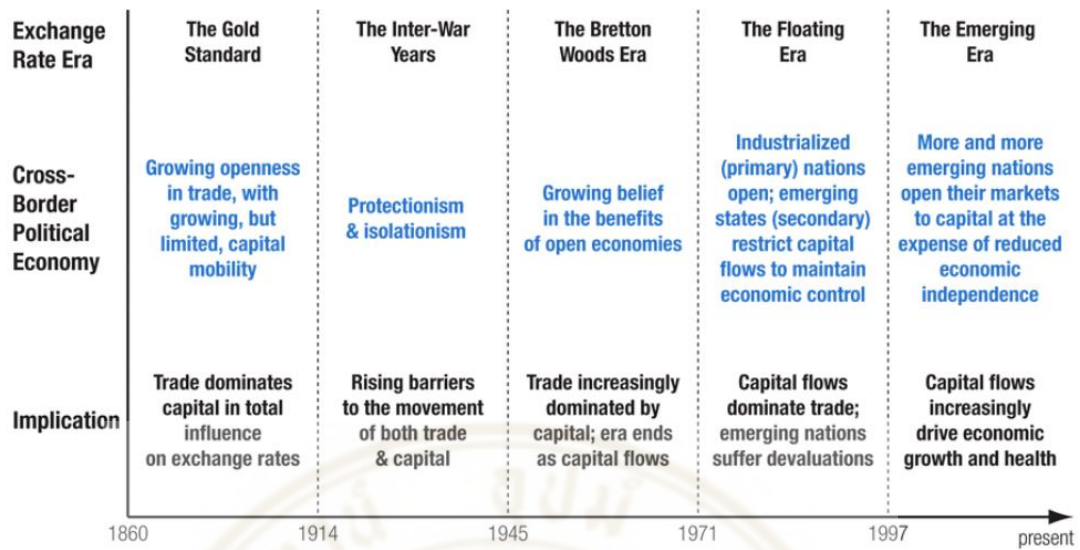 Exchange
Rate Era
The Gold
Standard
The Inter-War
Years
The Bretton
Woods Era
The Floating
Era
The Emerging
Era
Cross-
Border
Political
Economy
Growing openness
in trade, with
growing, but
limited, capital
mobility
Protectionism
& isolationism
Growing belief
in the benefits
of open economies
Industrialized
(primary) nations
open; emerging
states (secondary)
restrict capital
flows to maintain
economic control
More and more
emerging nations
open their markets
to capital at the
expense of reduced
economic
independence
Implication
Trade dominates
capital in total
influence
on exchange rates
Rising barriers
to the movement
of both trade
& capital
Trade increasingly
dominated by
capital; era ends
as capital flows
Capital flows
dominate trade;
emerging nations
suffer devaluations
Capital flows
increasingly
drive economic
growth and health
1860
1914
1945
1971
1997
present